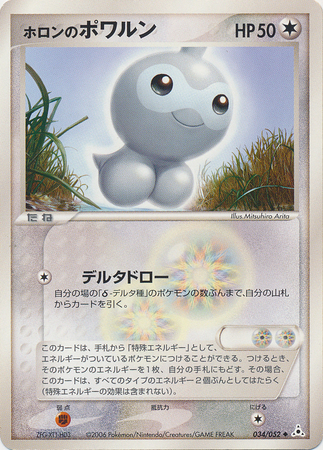 ホロンのポワルン HP50
たね
Illus.Mitsuhiro Arita
デルタドロー
自分の場の「δ-デルタ種」のポケモンの数ぶんまで、自分の山札
からカードを引く。
このカードは、手札から「特殊エネルギー」として、
エネルギーがついているポケモンにつけることができる。つけるとき、
そのポケモンのエネルギーを1枚、自分の手札にもどす。その場合、
このカードは、すべてのタイプのエネルギー2個ぶんとしてはたらく
(特殊エネルギーの効果は含まない)。
弱点 抵抗力 にげる
©2006 Pokémon/Nintendo/Creatures/GAME FREAK
034/052 ◆